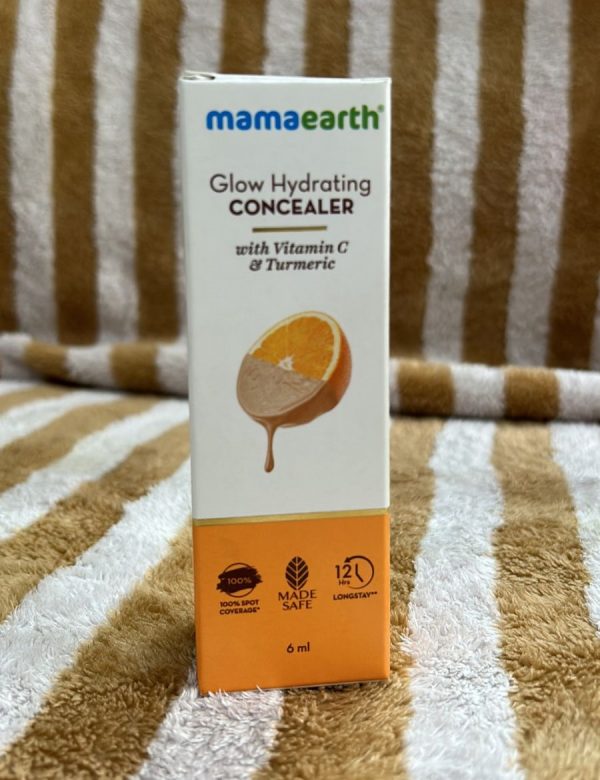 mamaearth®
Glow Hydrating
CONCEALER
with Vitamin C
& Turmeric
100%
100% SPOT
COVERAGE*
MADE
SAFE
12
Hrs
LONGSTAY**
6 ml